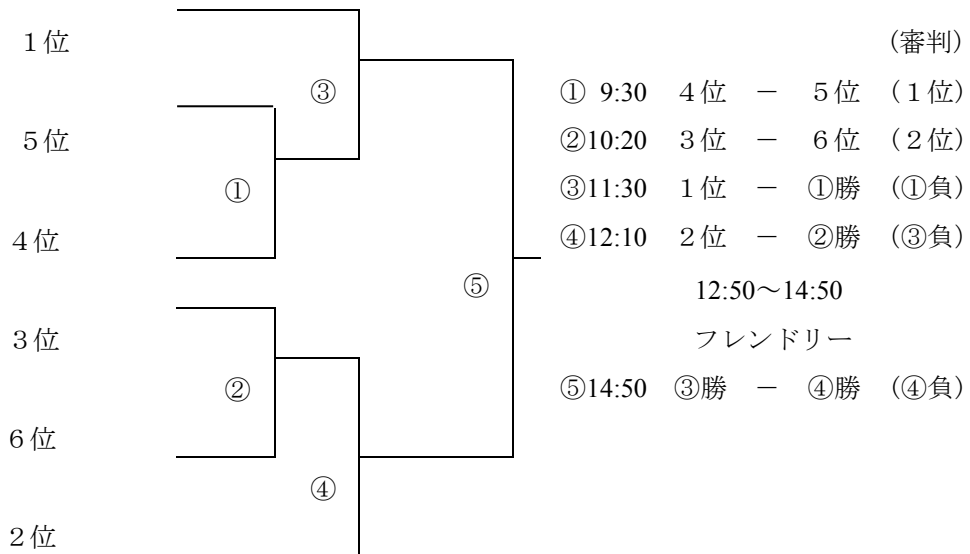 １位
５位
４位
３位
６位
２位
③
①
②
④
⑤
(審判)
① 9:30 ４位 － ５位 (１位)
②10:20 ３位 － ６位 (２位)
③11:30 １位 － ①勝 (①負)
④12:10 ２位 － ②勝 (③負)
12:50～14:50
フレンドリー
⑤14:50 ③勝 － ④勝 (④負)